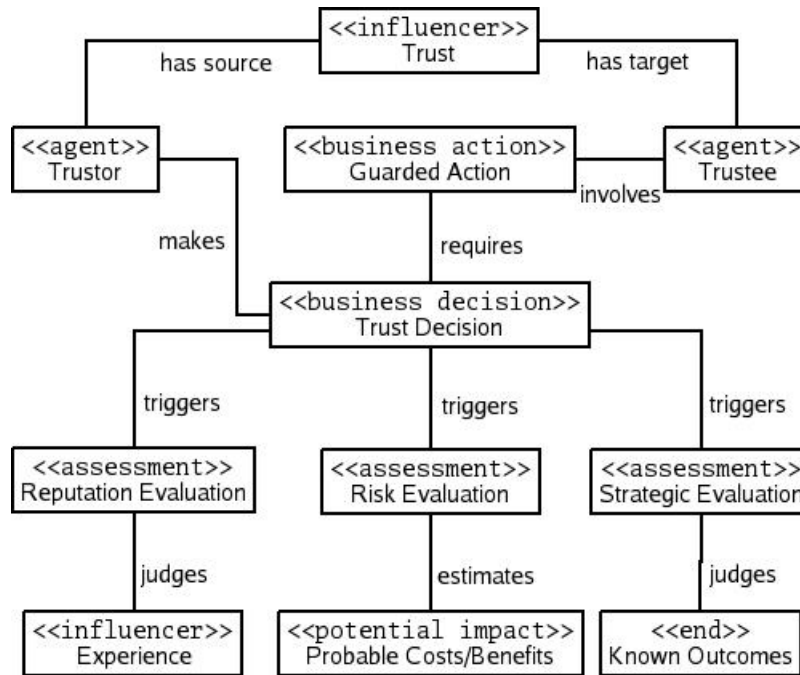 <<influencer>>
Trust
has source
has target
<<agent>>
Trustor
<<business action>>
Guarded Action
<<agent>>
Trustee
involves
makes
requires
<<business decision>>
Trust Decision
triggers
triggers
triggers
<<assessment>>
Reputation Evaluation
<<assessment>>
Risk Evaluation
<<assessment>>
Strategic Evaluation
judges
estimates
judges
<<influencer>>
Experience
<<potential impact>>
Probable Costs/Benefits
<<end>>
Known Outcomes